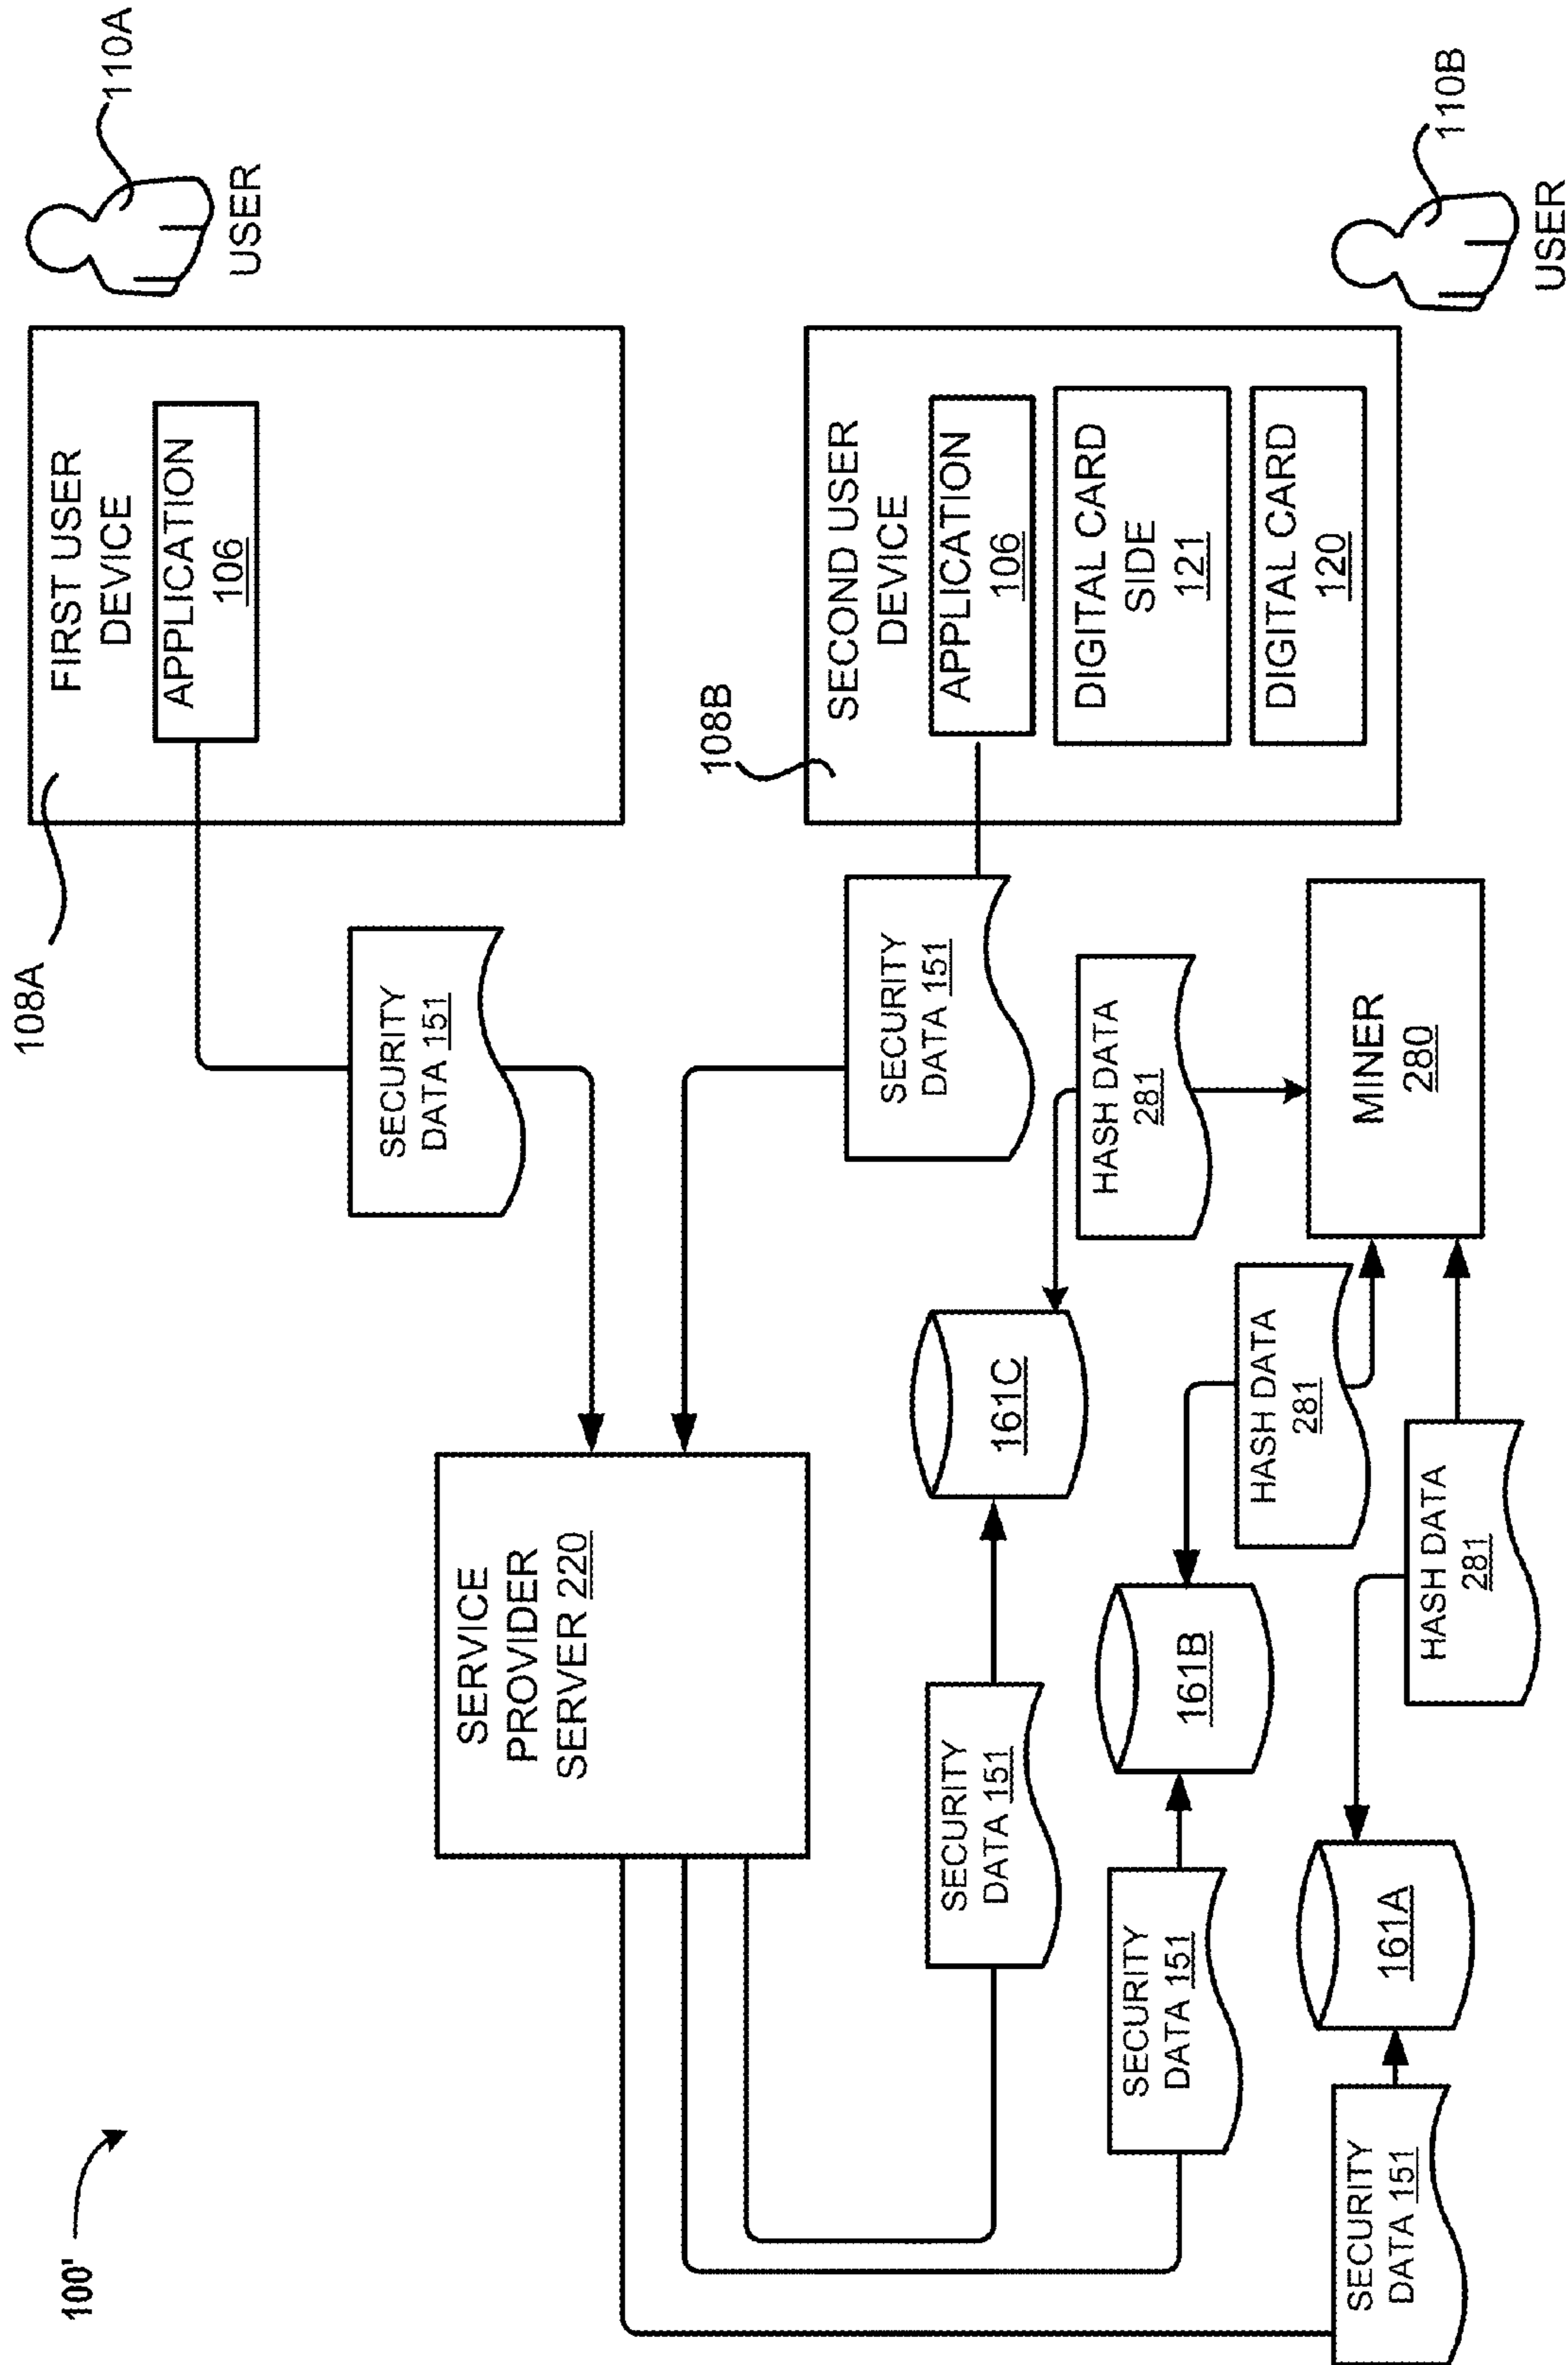 100'
SERVICE
PROVIDER
SERVER 220
108A
FIRST USER
DEVICE
APPLICATION
106
110A
USER
SECURITY
DATA 151
108B
SECOND USER
DEVICE
APPLICATION
106
DIGITAL CARD
SIDE
121
DIGITAL CARD
120
110B
USER
SECURITY
DATA 151
SECURITY
DATA 151
161C
HASH DATA
281
SECURITY
DATA 151
161B
HASH DATA
281
MINER
280
SECURITY
DATA 151
161A
HASH DATA
281